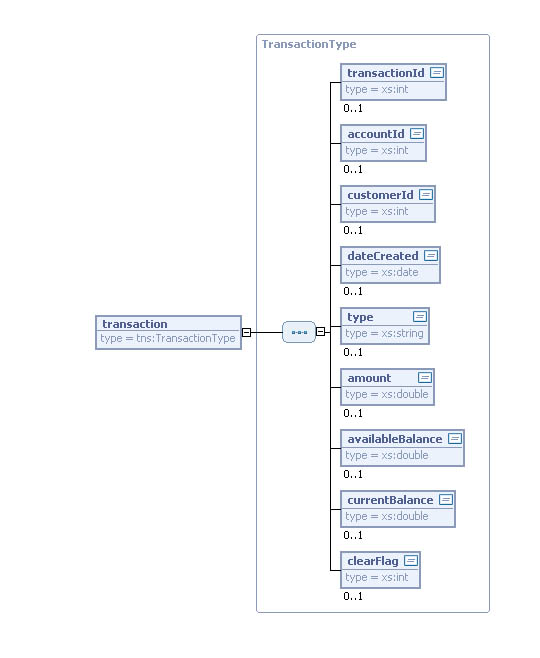 TransactionType
transactionId
type = xs:int
0..1
accountId
type = xs:int
0..1
customerId
type = xs:int
0..1
dateCreated
type = xs:date
0..1
transaction
type = tns:TransactionType
type
type = xs:string
0..1
amount
type = xs:double
0..1
availableBalance
type = xs:double
0..1
currentBalance
type = xs:double
0..1
clearFlag
type = xs:int
0..1